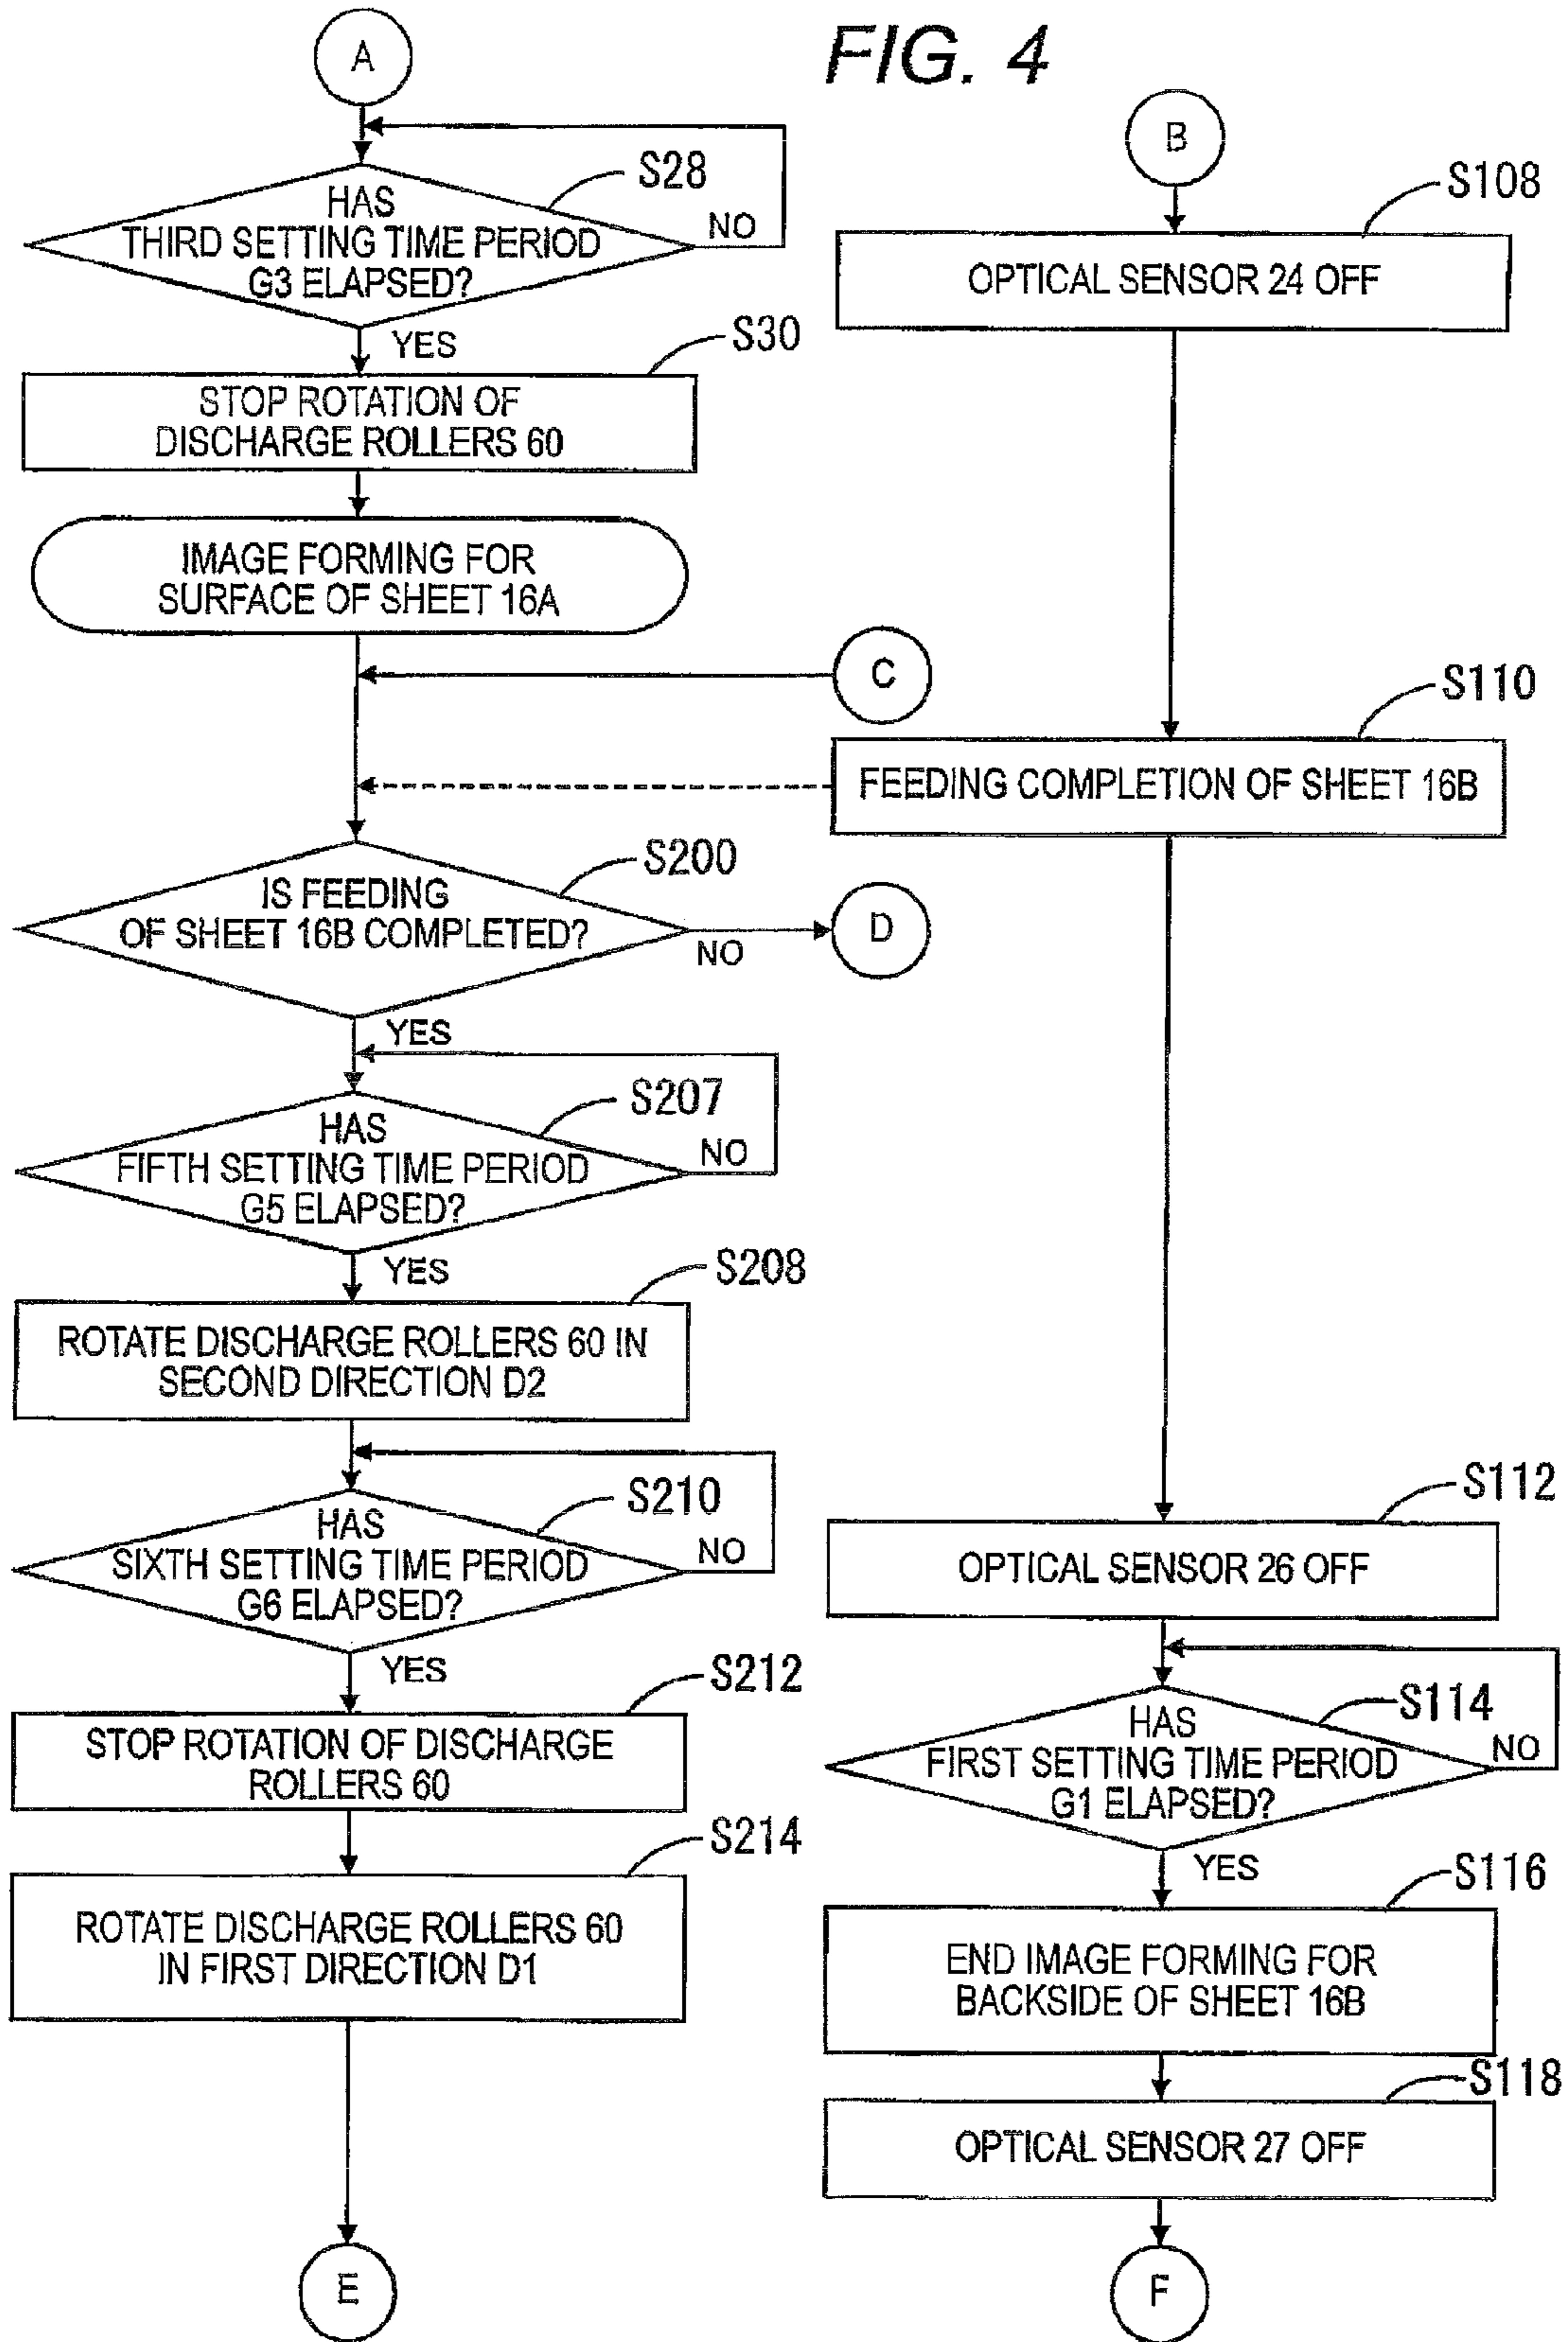 FIG. 4
A
HAS
THIRD SETTING TIME PERIOD
G3 ELAPSED?
S28
NO
YES
S30
STOP ROTATION OF
DISCHARGE ROLLERS 60
IMAGE FORMING FOR
SURFACE OF SHEET 16A
C
S200
IS FEEDING
OF SHEET 16B COMPLETED?
NO
D
YES
S207
HAS
FIFTH SETTING TIME PERIOD
G5 ELAPSED?
NO
YES
S208
ROTATE DISCHARGE ROLLERS 60 IN
SECOND DIRECTION D2
S210
HAS
SIXTH SETTING TIME PERIOD
G6 ELAPSED?
NO
YES
S212
STOP ROTATION OF DISCHARGE
ROLLERS 60
S214
ROTATE DISCHARGE ROLLERS 60
IN FIRST DIRECTION D1
E
B
S108
OPTICAL SENSOR 24 OFF
S110
FEEDING COMPLETION OF SHEET 16B
S112
OPTICAL SENSOR 26 OFF
S114
HAS
FIRST SETTING TIME PERIOD
G1 ELAPSED?
NO
YES
S116
END IMAGE FORMING FOR
BACKSIDE OF SHEET 16B
S118
OPTICAL SENSOR 27 OFF
F